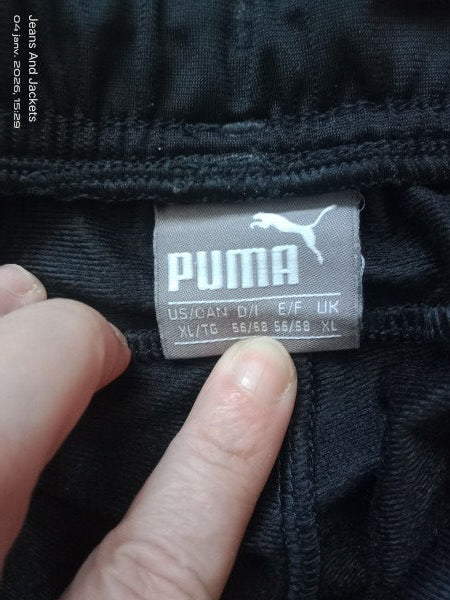 Jeans And Jackets
04 janv. 2026, 15:29
PUMA
US/CAN D/I E/F UK
XL/TG 56/58 56/58 XL